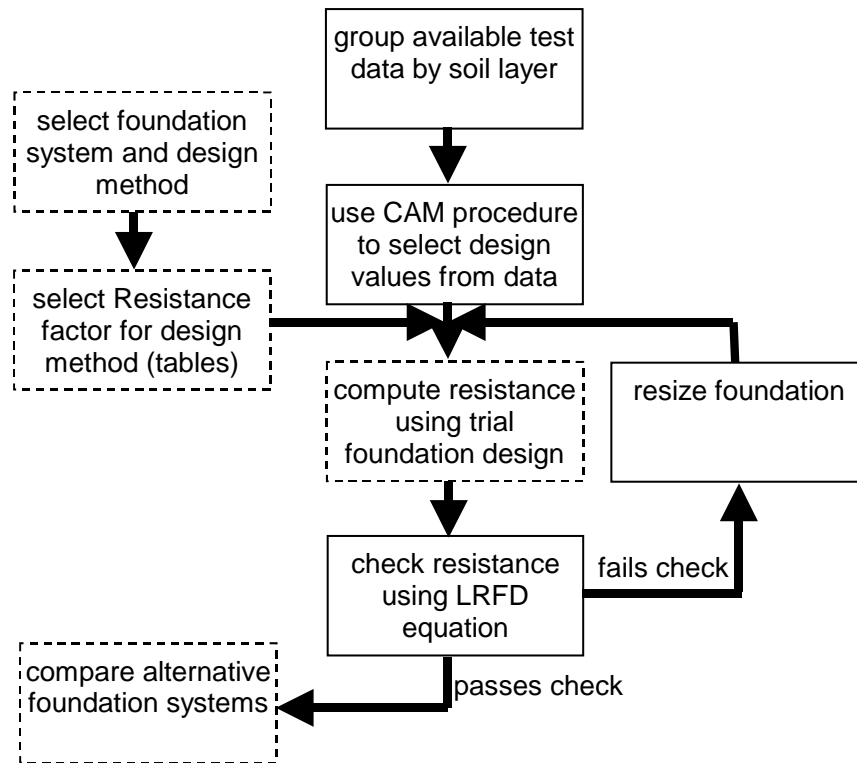 group available test
data by soil layer
select foundation
system and design
method
use CAM procedure
to select design
values from data
select Resistance
factor for design
method (tables)
compute resistance
using trial
foundation design
resize foundation
check resistance
using LRFD
equation
fails check
passes check
compare alternative
foundation systems